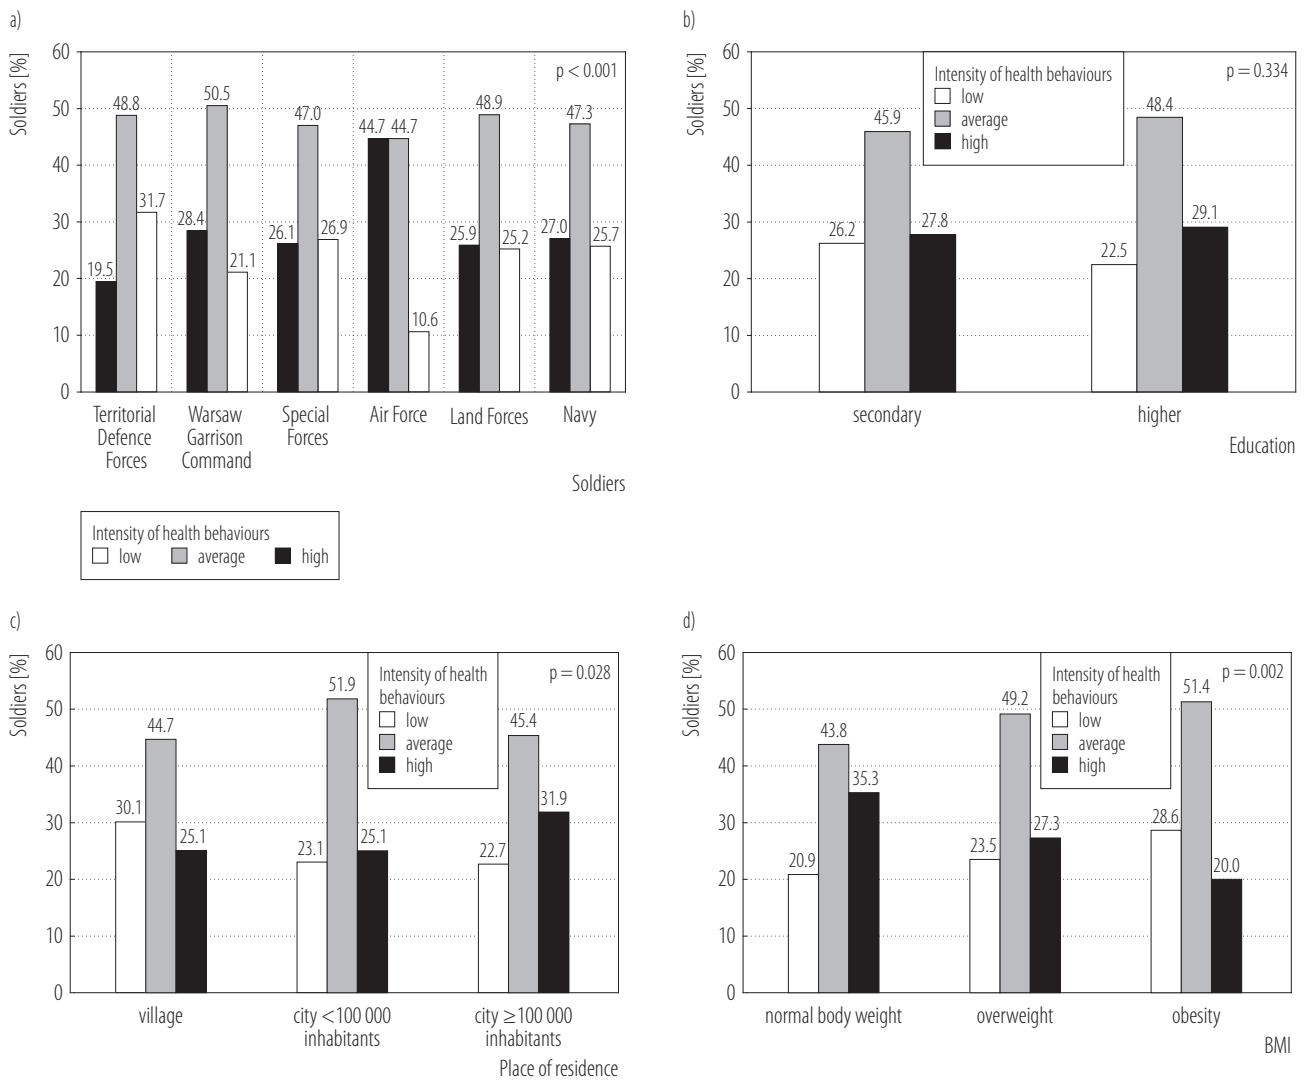 a)
Soldiers [%]
60
50
40
30
20
10
0
p < 0.001
19.5
48.8
31.7
28.4
50.5
21.1
26.1
47.0
26.9
44.7
44.7
10.6
25.9
48.9
25.2
27.0
47.3
25.7
Territorial
Defence
Forces
Warsaw
Garrison
Command
Special
Forces
Air Force
Land Forces
Navy
Soldiers
Intensity of health behaviours
low average high
b)
Soldiers [%]
60
50
40
30
20
10
0
Intensity of health behaviours
low
average
high
p = 0.334
26.2
45.9
27.8
22.5
48.4
29.1
secondary
higher
Education
c)
Soldiers [%]
60
50
40
30
20
10
0
Intensity of health
behaviours
low
average
high
p = 0.028
30.1
44.7
25.1
23.1
51.9
25.1
22.7
45.4
31.9
village
city <100 000
inhabitants
city ≥100 000
inhabitants
Place of residence
d)
Soldiers [%]
60
50
40
30
20
10
0
Intensity of health
behaviours
low
average
high
p = 0.002
20.9
43.8
35.3
23.5
49.2
27.3
28.6
51.4
20.0
normal body weight
overweight
obesity
BMI